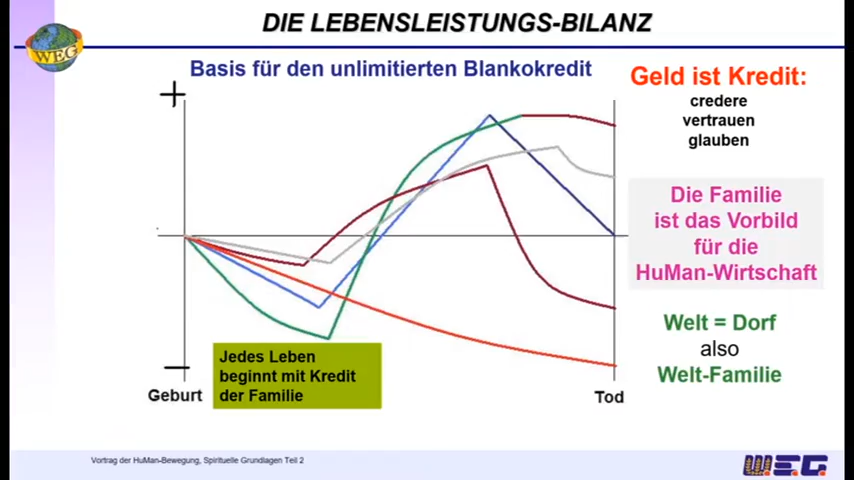 DIE LEBENSLEISTUNGS-BILANZ
WEG
Basis für den unlimitierten Blankokredit
Geld ist Kredit:
credere
vertrauen
glauben
+
Die Familie
ist das Vorbild
für die
HuMan-Wirtschaft
Welt = Dorf
also
Welt-Familie
Jedes Leben
beginnt mit Kredit
der Familie
–
Geburt
Tod
Vortrag der HuMan-Bewegung, Spirituelle Grundlagen Teil 2
W.E.G.